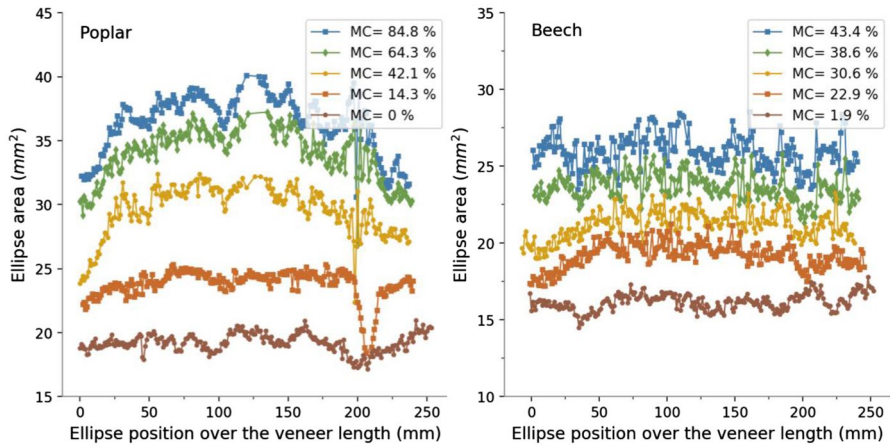 Poplar
MC= 84.8 %
MC= 64.3 %
MC= 42.1 %
MC= 14.3 %
MC= 0 %
45
40
35
30
25
20
15
0
50
100
150
200
250
Ellipse area (mm²)
Ellipse position over the veneer length (mm)
Beech
MC= 43.4 %
MC= 38.6 %
MC= 30.6 %
MC= 22.9 %
MC= 1.9 %
35
30
25
20
15
10
0
50
100
150
200
250
Ellipse area (mm²)
Ellipse position over the veneer length (mm)